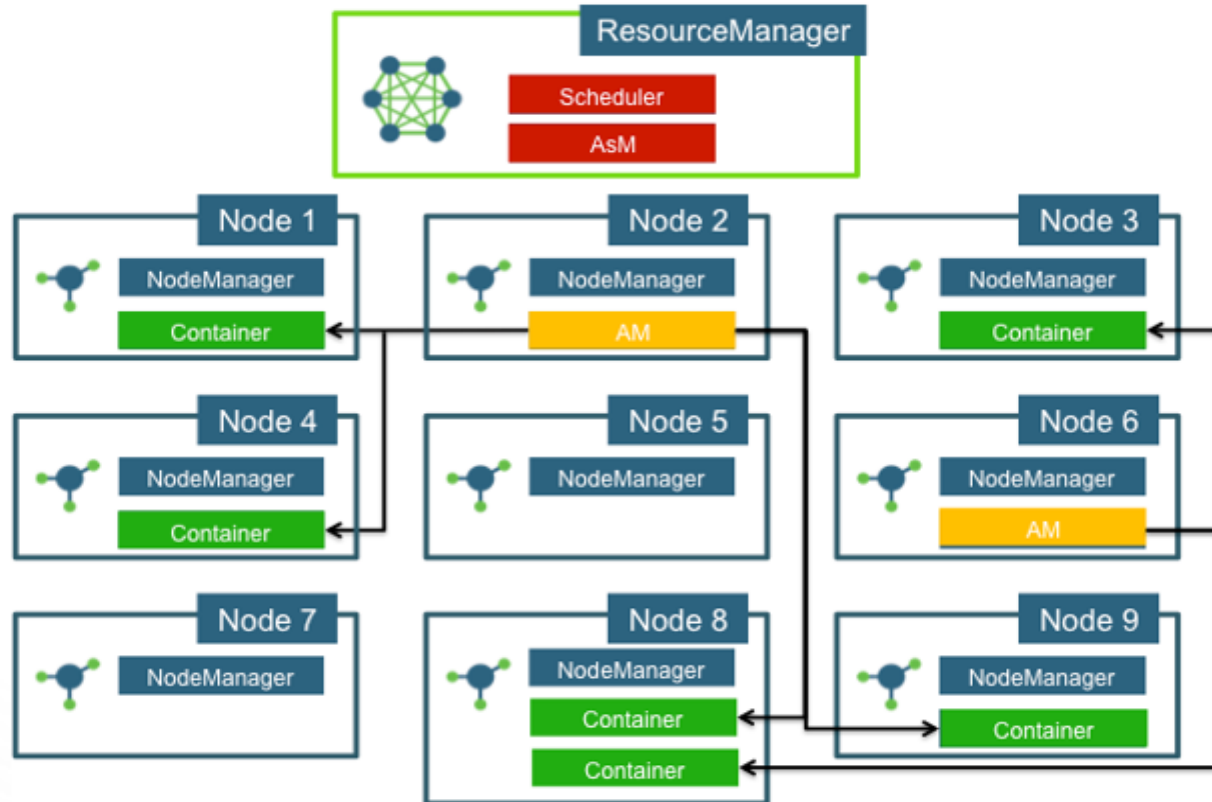 ResourceManager
Scheduler
AsM
Node 1
NodeManager
Container
Node 2
NodeManager
AM
Node 3
NodeManager
Container
Node 4
NodeManager
Container
Node 5
NodeManager
Node 6
NodeManager
AM
Node 7
NodeManager
Node 8
NodeManager
Container
Container
Node 9
NodeManager
Container